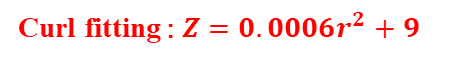 Curl fitting : Z = 0.0006r² + 9